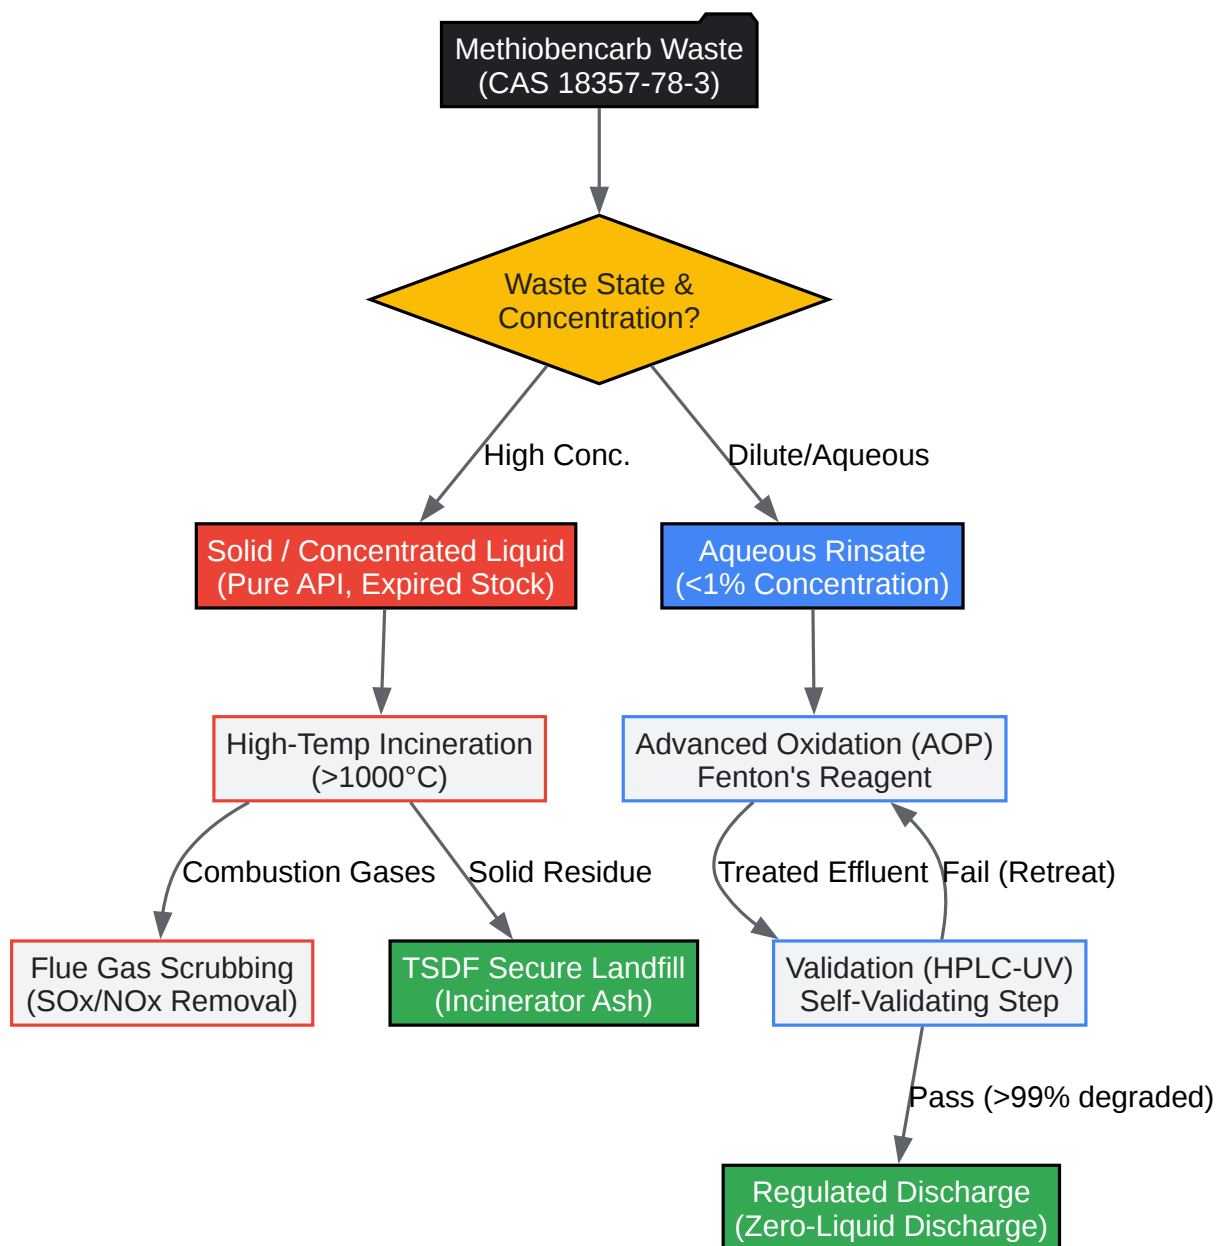 Methiobencarb Waste
(CAS 18357-78-3)
Waste State &
Concentration?
High Conc.
Dilute/Aqueous
Solid / Concentrated Liquid
(Pure API, Expired Stock)
Aqueous Rinsate
(<1% Concentration)
High-Temp Incineration
(>1000°C)
Advanced Oxidation (AOP)
Fenton's Reagent
Combustion Gases
Solid Residue
Treated Effluent
Fail (Retreat)
Flue Gas Scrubbing
(SOx/NOx Removal)
TSDF Secure Landfill
(Incinerator Ash)
Validation (HPLC-UV)
Self-Validating Step
Pass (>99% degraded)
Regulated Discharge
(Zero-Liquid Discharge)